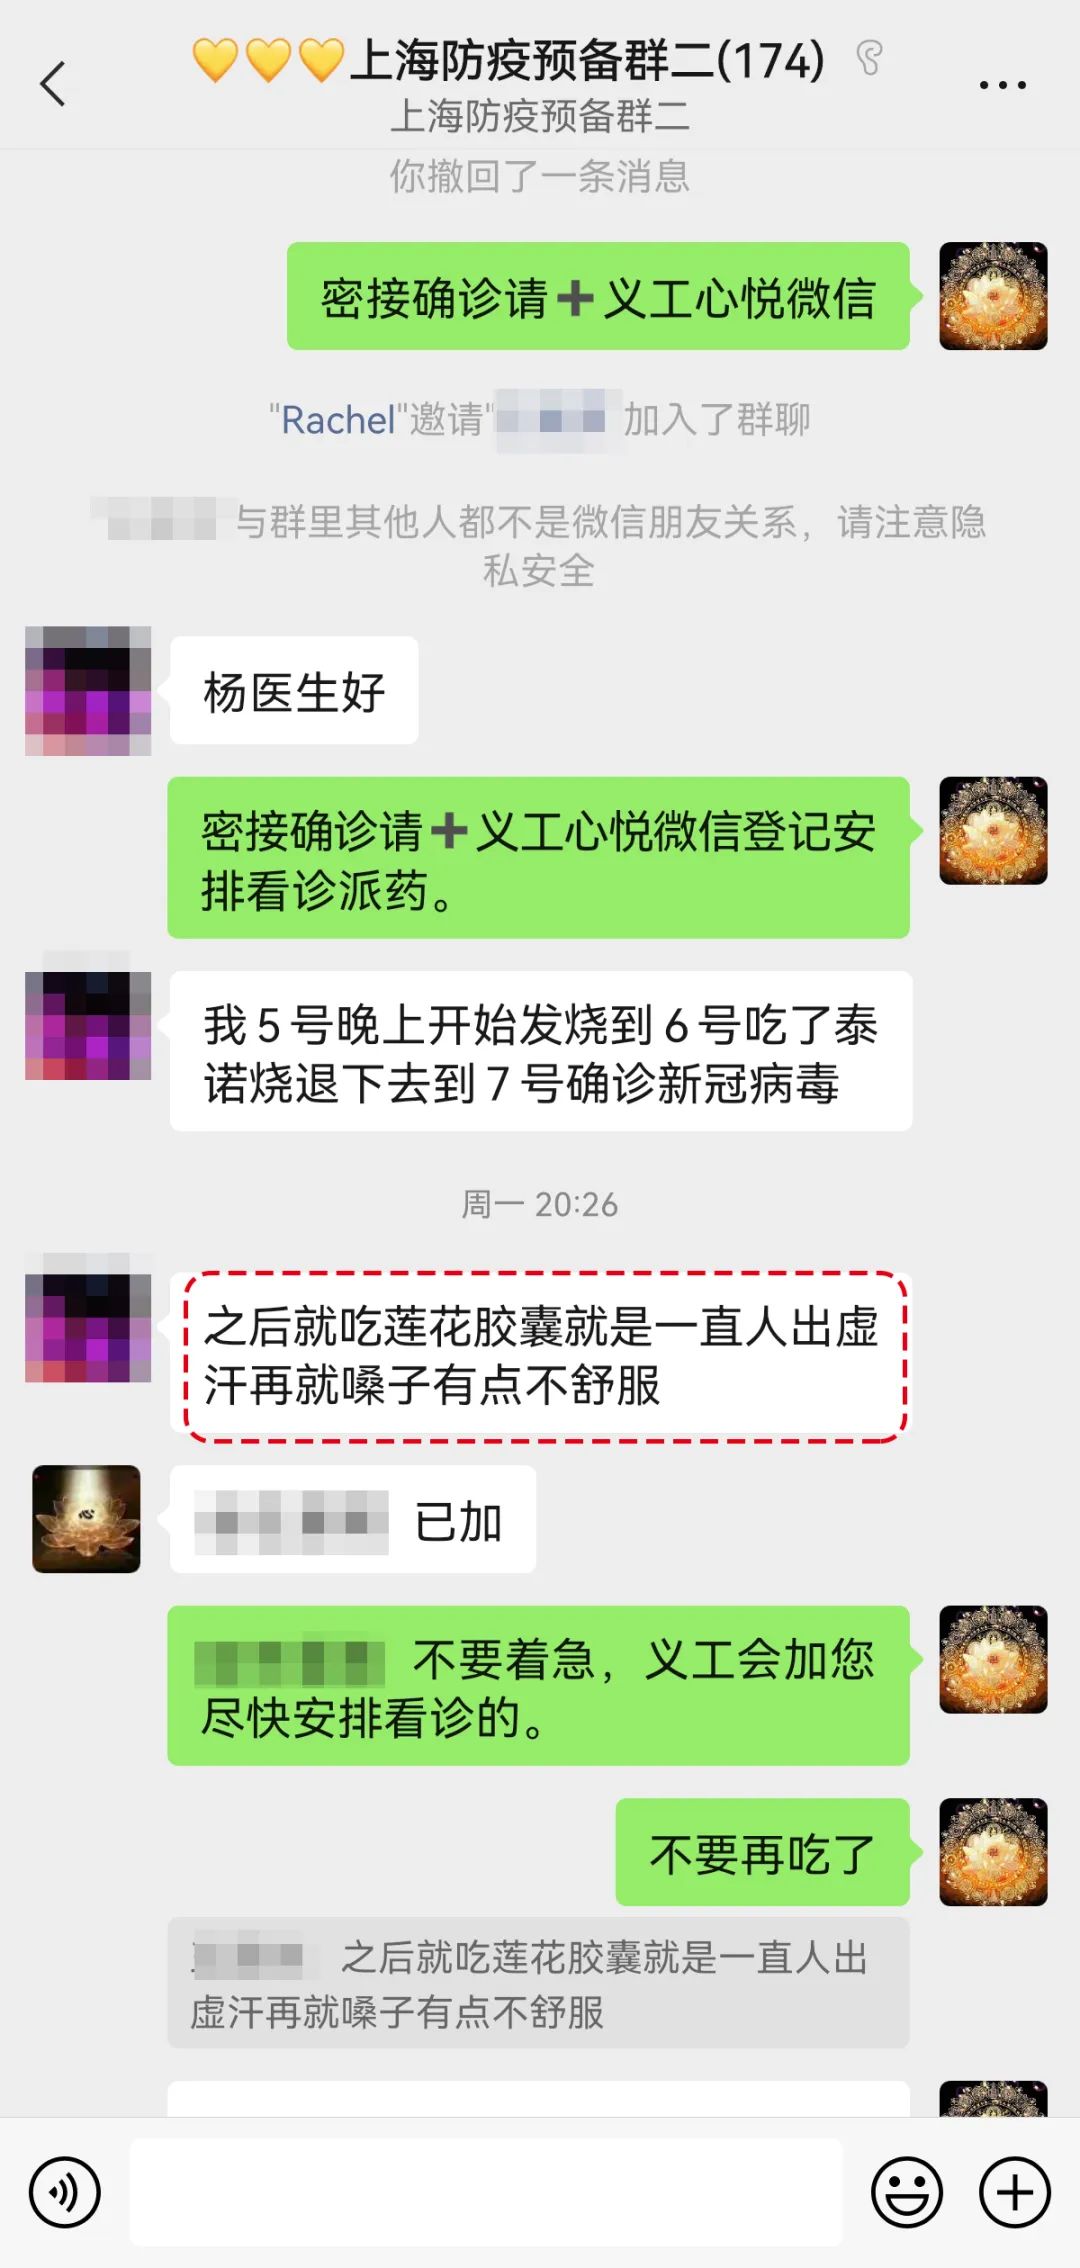 💛💛💛上海防疫预备群二(174)
上海防疫预备群二
你撤回了一条消息
密接确诊请➕义工心悦微信
"Rachel"邀请"加入了群聊
与群里其他人都不是微信朋友关系，请注意隐
私安全
杨医生好
密接确诊请➕义工心悦微信登记安
排看诊派药。
我5号晚上开始发烧到6号吃了泰
诺烧退下去到7号确诊新冠病毒
周一 20:26
之后就吃莲花胶囊就是一直人出虚
汗再就嗓子有点不舒服
心
已加
不要着急，义工会加您
尽快安排看诊的。
不要再吃了
之后就吃莲花胶囊就是一直人出
虚汗再就嗓子有点不舒服